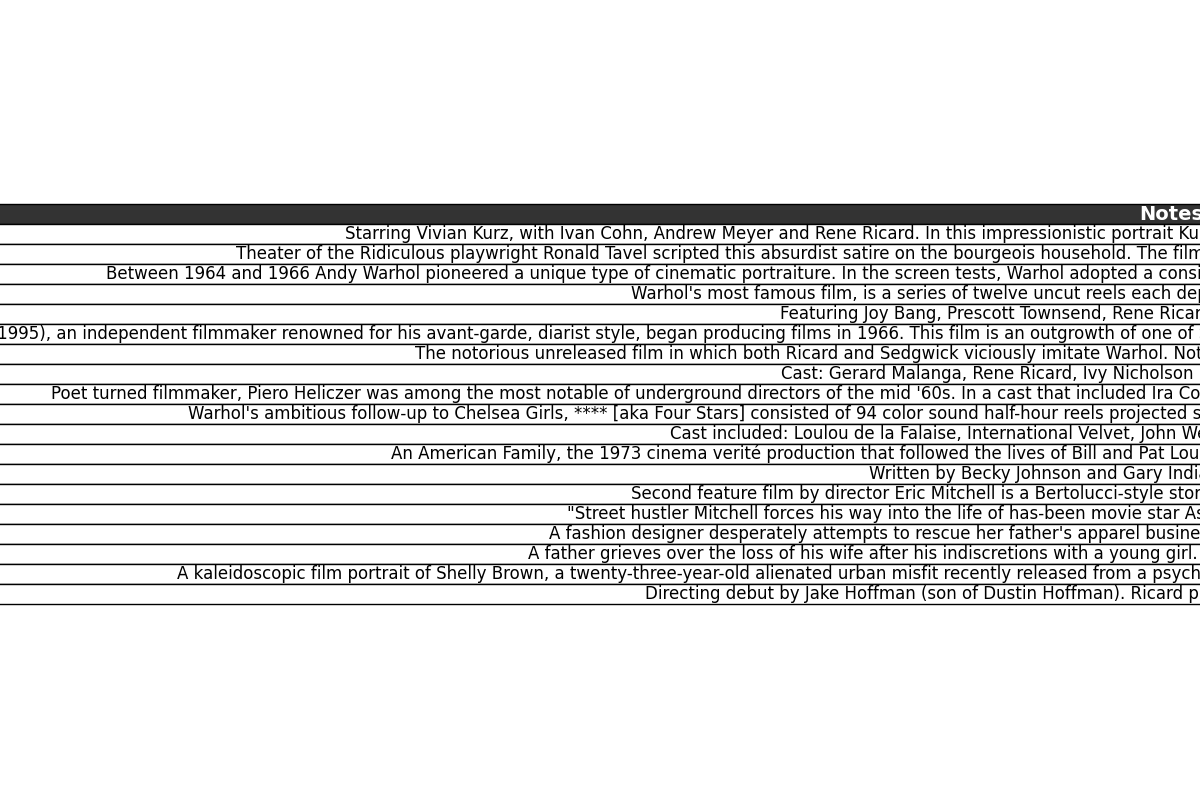 Notes
Starring Vivian Kurz, with Ivan Cohn, Andrew Meyer and Rene Ricard. In this impressionistic portrait Ku
Theater of the Ridiculous playwright Ronald Tavel scripted this absurdist satire on the bourgeois household. The film
Between 1964 and 1966 Andy Warhol pioneered a unique type of cinematic portraiture. In the screen tests, Warhol adopted a consi
Warhol's most famous film, is a series of twelve uncut reels each dep
Featuring Joy Bang, Prescott Townsend, Rene Ricar
1995), an independent filmmaker renowned for his avant-garde, diarist style, began producing films in 1966. This film is an outgrowth of one of
The notorious unreleased film in which both Ricard and Sedgwick viciously imitate Warhol. Not
Cast: Gerard Malanga, Rene Ricard, Ivy Nicholson
Poet turned filmmaker, Piero Heliczer was among the most notable of underground directors of the mid '60s. In a cast that included Ira Co
Warhol's ambitious follow-up to Chelsea Girls, **** [aka Four Stars] consisted of 94 color sound half-hour reels projected s
Cast included: Loulou de la Falaise, International Velvet, John We
An American Family, the 1973 cinema verité production that followed the lives of Bill and Pat Lou
Written by Becky Johnson and Gary Indi
Second feature film by director Eric Mitchell is a Bertolucci-style stor
"Street hustler Mitchell forces his way into the life of has-been movie star As
A fashion designer desperately attempts to rescue her father's apparel busine
A father grieves over the loss of his wife after his indiscretions with a young girl.
A kaleidoscopic film portrait of Shelly Brown, a twenty-three-year-old alienated urban misfit recently released from a psych
Directing debut by Jake Hoffman (son of Dustin Hoffman). Ricard p